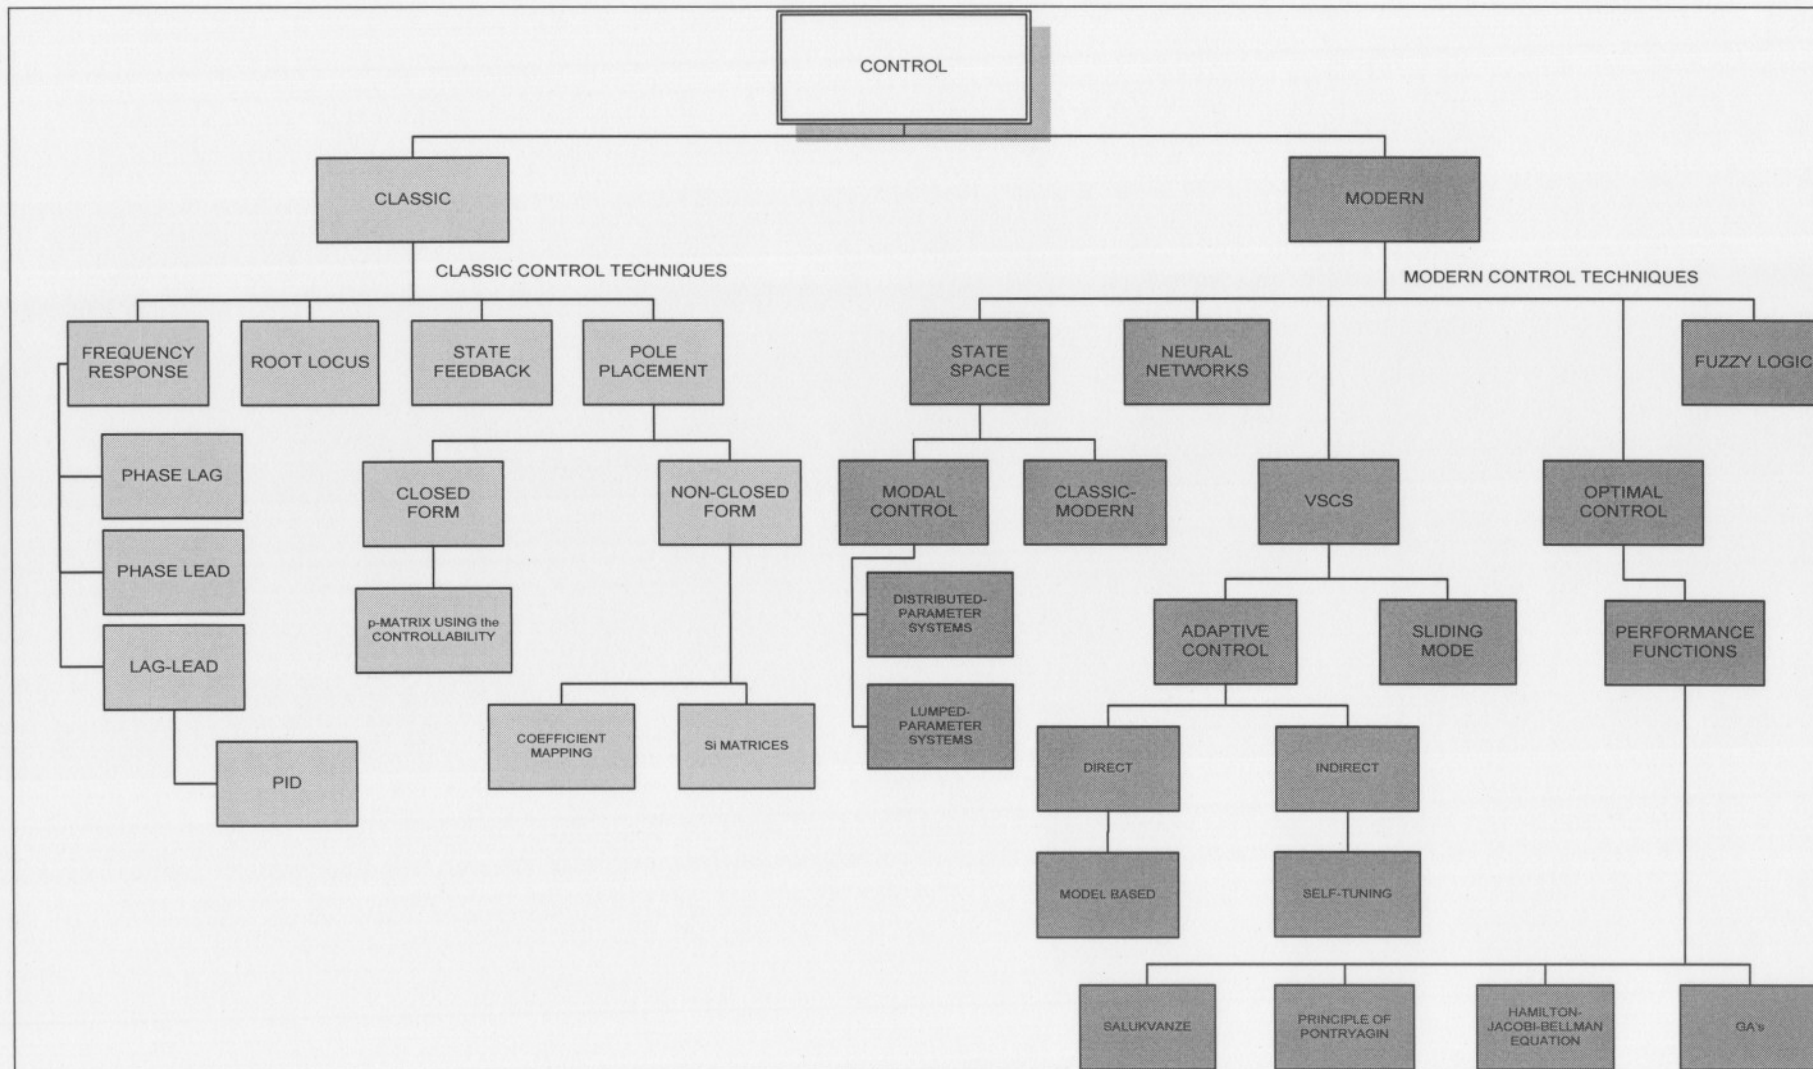 CONTROL
CLASSIC
MODERN
CLASSIC CONTROL TECHNIQUES
MODERN CONTROL TECHNIQUES
FREQUENCY
RESPONSE
ROOT LOCUS
STATE
FEEDBACK
POLE
PLACEMENT
STATE
SPACE
NEURAL
NETWORKS
FUZZY LOGIC
PHASE LAG
CLOSED
FORM
NON-CLOSED
FORM
MODAL
CONTROL
CLASSIC-
MODERN
VSCS
OPTIMAL
CONTROL
PHASE LEAD
p-MATRIX USING the
CONTROLLABILITY
DISTRIBUTED-
PARAMETER
SYSTEMS
ADAPTIVE
CONTROL
SLIDING
MODE
PERFORMANCE
FUNCTIONS
LAG-LEAD
COEFFICIENT
MAPPING
Si MATRICES
LUMPED-
PARAMETER
SYSTEMS
PID
DIRECT
INDIRECT
MODEL BASED
SELF-TUNING
SALUKVANZE
PRINCIPLE OF
PONTRYAGIN
HAMILTON-
JACOBI-BELLMAN
EQUATION
GA's